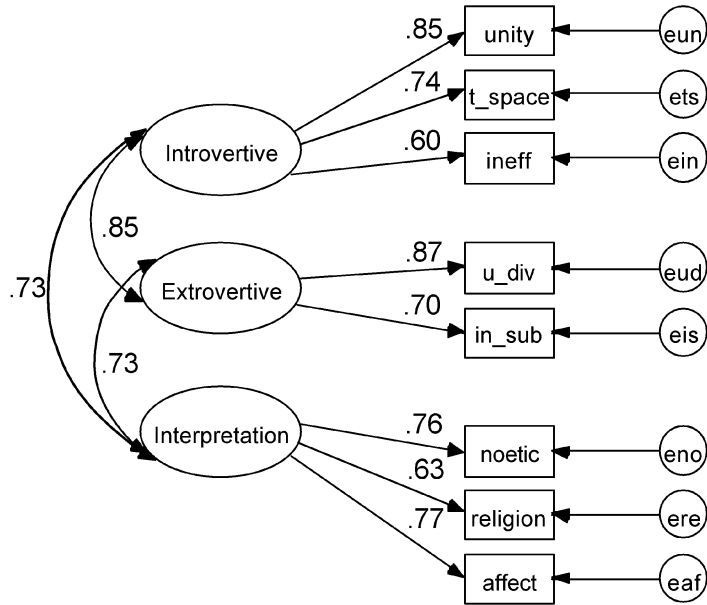 .85
unity
eun
.74
t_space
ets
Introvertive
.60
ineff
ein
.85
.73
Extrovertive
.87
u_div
eud
.70
in_sub
eis
.73
Interpretation
.76
noetic
eno
.63
religion
ere
.77
affect
eaf